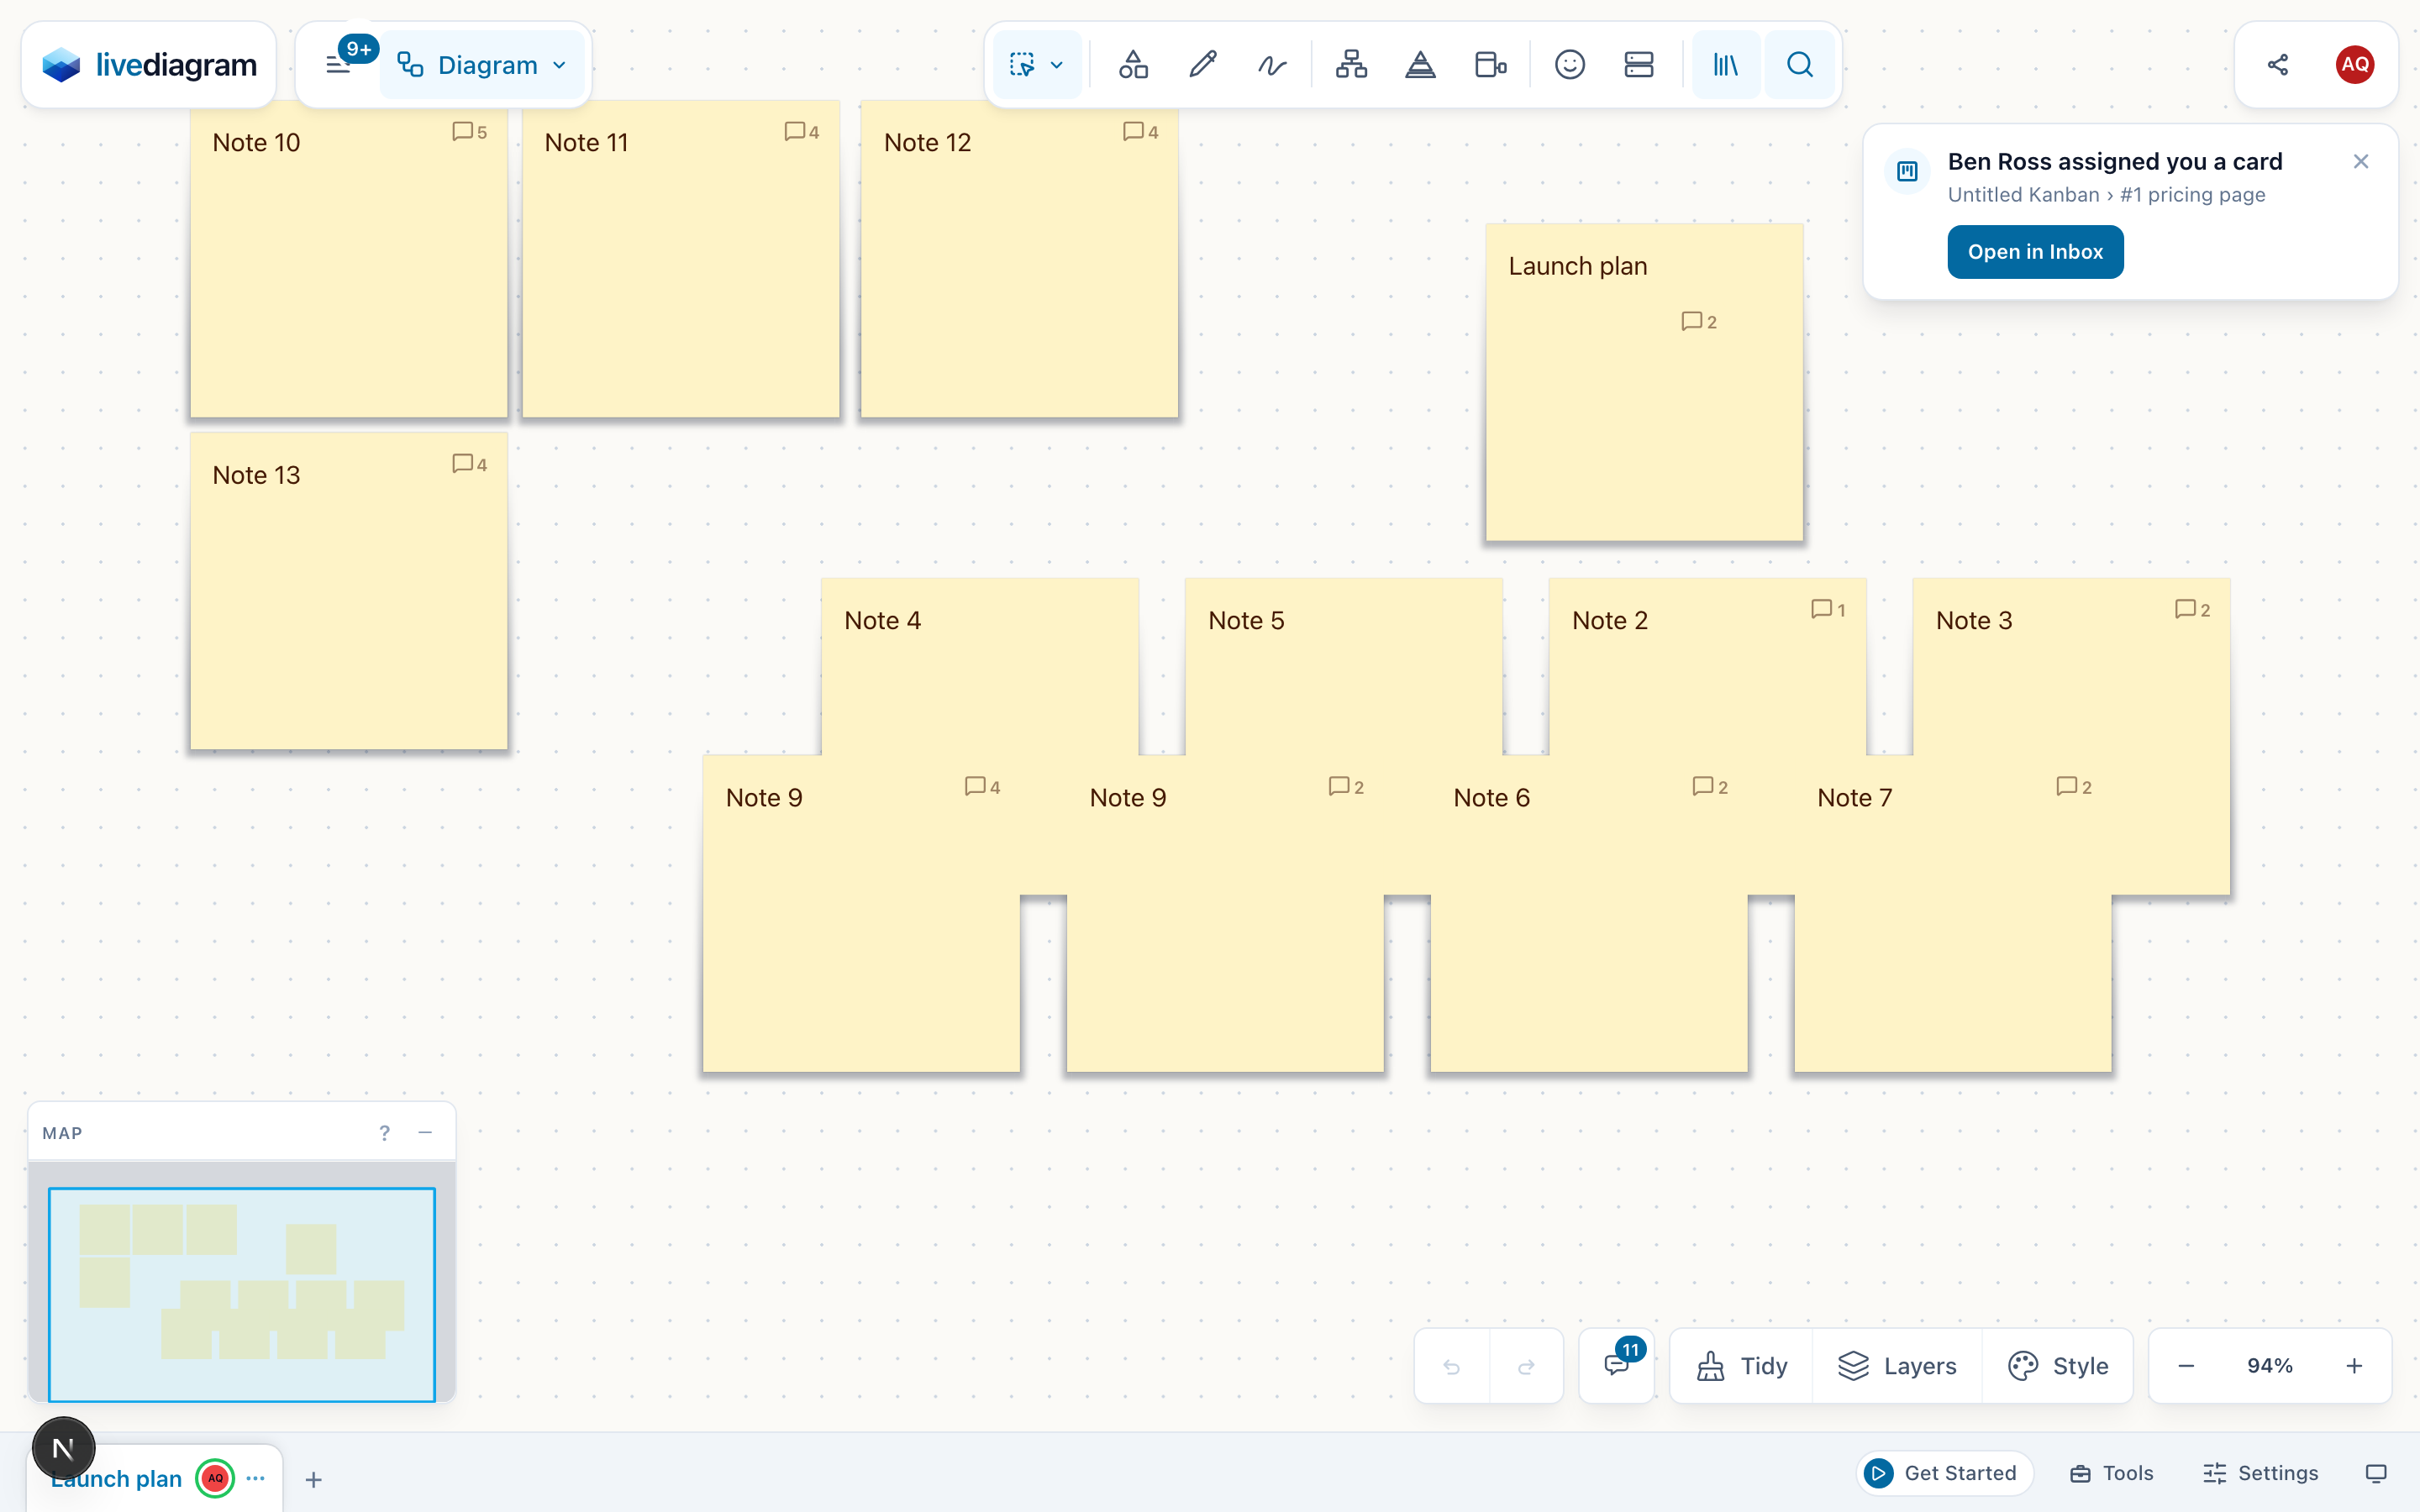 livediagram
9+
Diagram
AQ
Note 10
5
Note 11
4
Note 12
4
Ben Ross assigned you a card
Untitled Kanban › #1 pricing page
Open in Inbox
Launch plan
2
Note 13
4
Note 4
Note 5
Note 2
1
Note 3
2
Note 9
4
Note 9
2
Note 6
2
Note 7
2
MAP
?
11
Tidy
Layers
Style
94%
N
Launch plan
AQ
Get Started
Tools
Settings